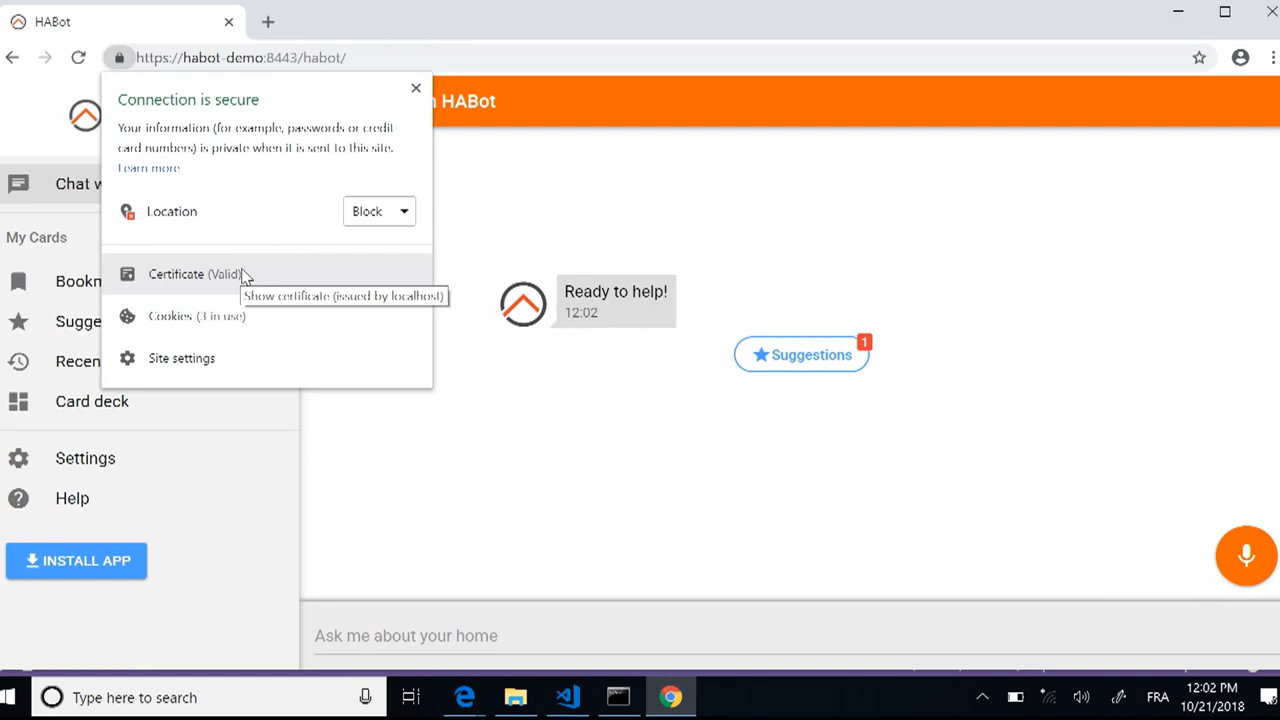 HABot
https://habot-demo:8443/habot/
Connection is secure
Your information (for example, passwords or credit
card numbers) is private when it is sent to this site.
Learn more
Location
Block
Certificate (Valid)
Show certificate (issued by localhost)
Cookies (3 in use)
Site settings
HABot
Chat w
My Cards
Bookn
Sugge
Recen
Card deck
Settings
Help
INSTALL APP
Ready to help!
12:02
Suggestions
1
Ask me about your home
Type here to search
FRA
12:02 PM
10/21/2018